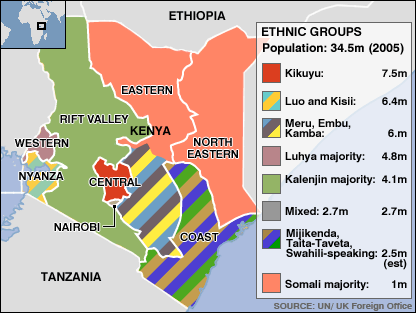 ETHIOPIA
ETHNIC GROUPS
Population: 34.5m (2005)
Kikuyu: 7.5m
Luo and Kisii: 6.4m
Meru, Embu,
Kamba: 6.m
Luhya majority: 4.8m
Kalenjin majority: 4.1m
Mixed: 2.7m 2.7m
Mijikenda,
Taita-Taveta,
Swahili-speaking: 2.5m
(est)
Somali majority: 1m
EASTERN
RIFT VALLEY
KENYA
WESTERN
NORTH
EASTERN
NYANZA
CENTRAL
NAIROBI
COAST
TANZANIA
SOURCE: UN/ UK Foreign Office